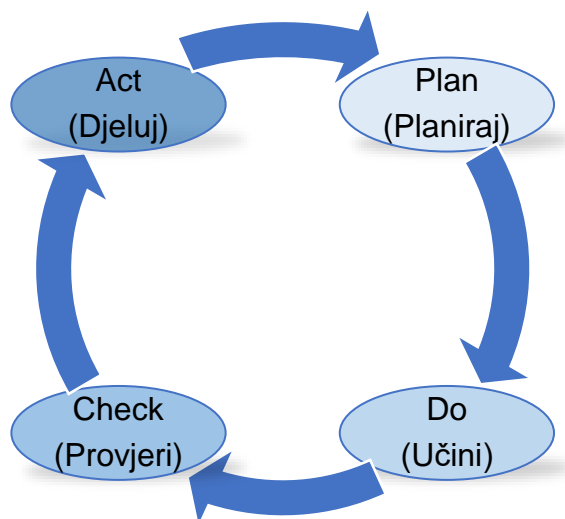 Act
(Djeluj)
Plan
(Planiraj)
Check
(Provjeri)
Do
(Učini)